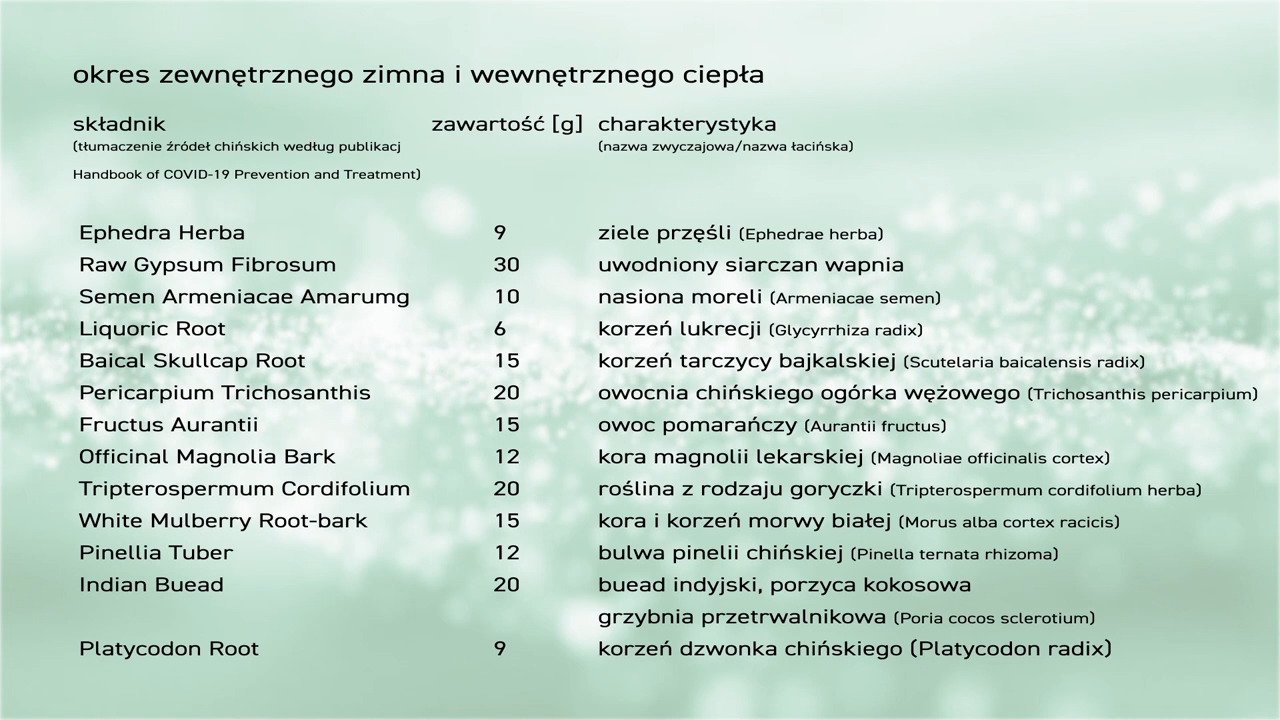 okres zewnętrznego zimna i wewnętrznego ciepła
składnik zawartość [g] charakterystyka
(tłumaczenie źródeł chińskich według publikacj (nazwa zwyczajowa/nazwa łacińska)
Handbook of COVID-19 Prevention and Treatment)
Ephedra Herba 9 ziele przęśli (Ephedrae herba)
Raw Gypsum Fibrosum 30 uwodniony siarczan wapnia
Semen Armeniacae Amarumg 10 nasiona moreli (Armeniacae semen)
Liquoric Root 6 korzeń lukrecji (Glycyrrhiza radix)
Baical Skullcap Root 15 korzeń tarczycy bajkalskiej (Scutelaria baicalensis radix)
Pericarpium Trichosanthis 20 owocnia chińskiego ogórka wężowego (Trichosanthis pericarpium)
Fructus Aurantii 15 owoc pomarańczy (Aurantii fructus)
Officinal Magnolia Bark 12 kora magnolii lekarskiej (Magnoliae officinalis cortex)
Tripterospermum Cordifolium 20 roślina z rodzaju goryczki (Tripterospermum cordifolium herba)
White Mulberry Root-bark 15 kora i korzeń morwy białej (Morus alba cortex racicis)
Pinellia Tuber 12 bulwa pinelii chińskiej (Pinella ternata rhizoma)
Indian Buead 20 buead indyjski, porzyca kokosowa
grzybnia przetrwalnikowa (Poria cocos sclerotium)
Platycodon Root 9 korzeń dzwonka chińskiego (Platycodon radix)